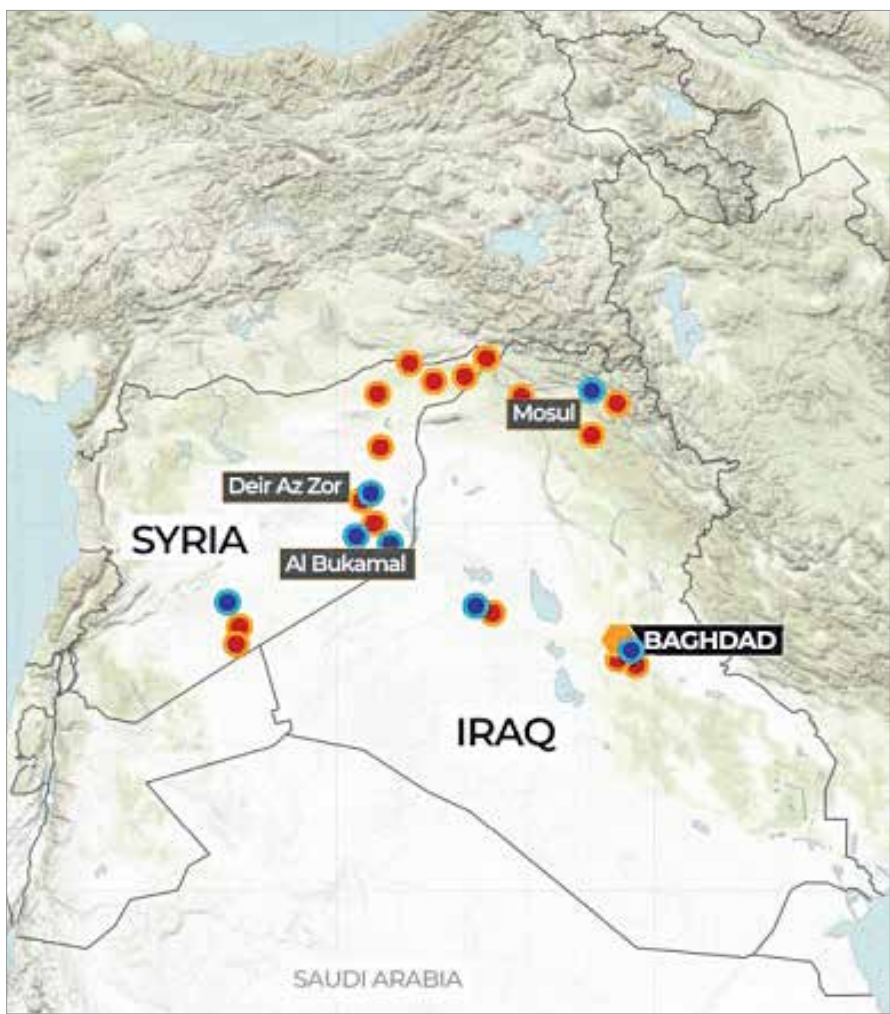 Mosul
Deir Az Zor
SYRIA
Al Bukamal
BAGHDAD
IRAQ
SAUDI ARABIA